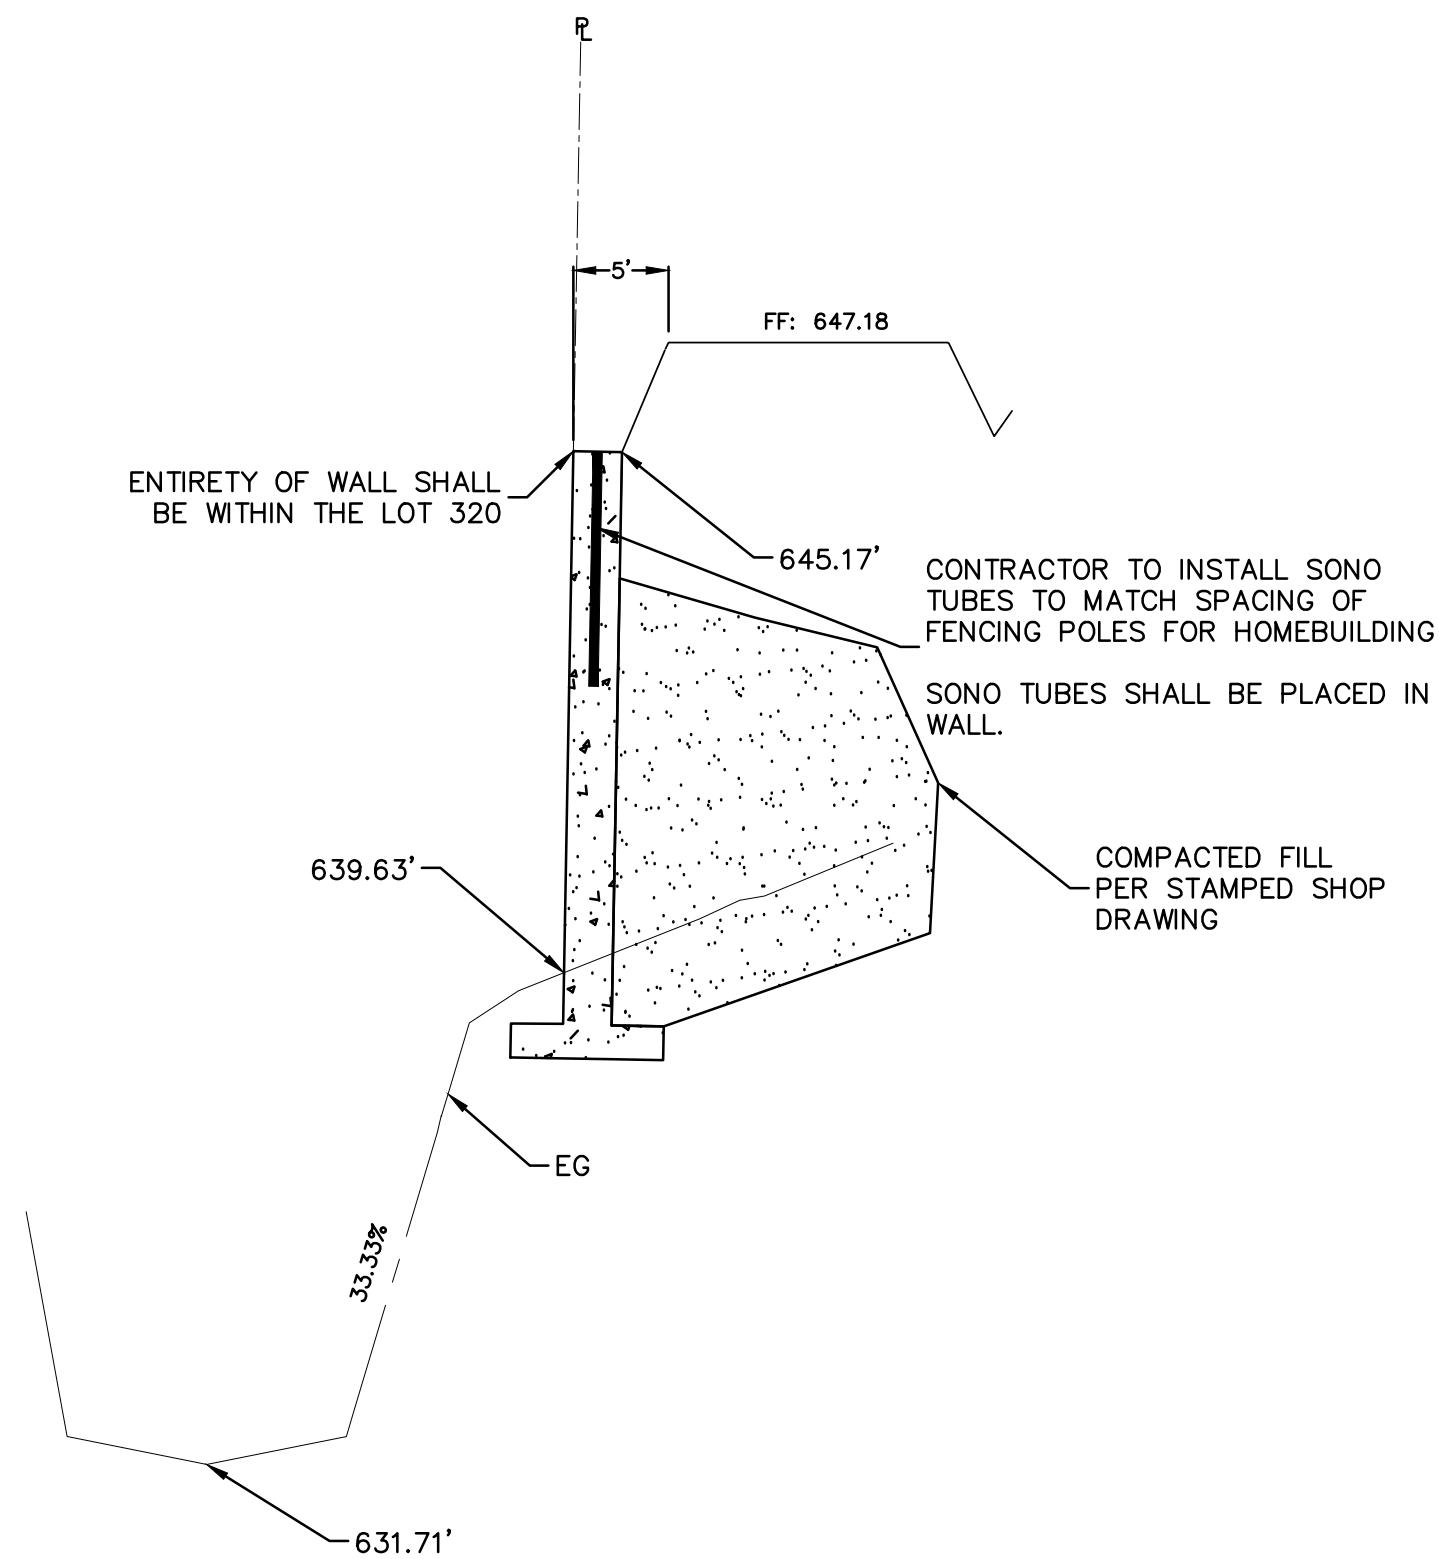 PL
5'
FF: 647.18
ENTIRETY OF WALL SHALL
BE WITHIN THE LOT 320
645.17'
CONTRACTOR TO INSTALL SONO
TUBES TO MATCH SPACING OF
FENCING POLES FOR HOMEBUILDING
SONO TUBES SHALL BE PLACED IN
WALL.
639.63'
COMPACTED FILL
PER STAMPED SHOP
DRAWING
EG
33.33%
631.71'